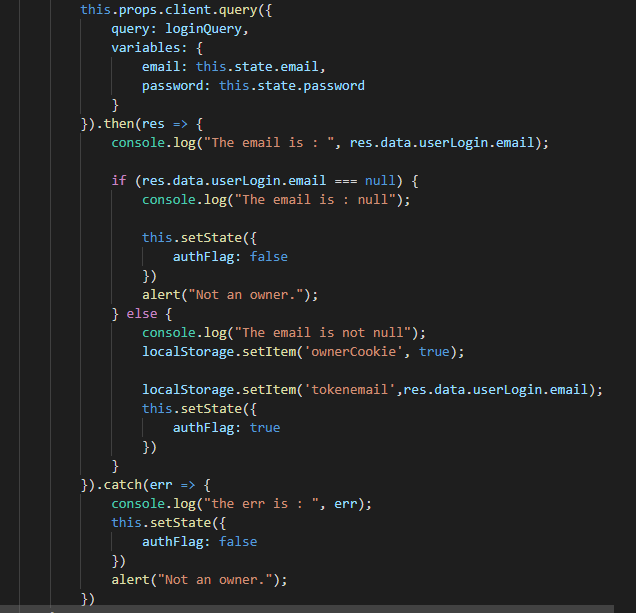 this.props.client.query({
query: loginQuery,
variables: {
email: this.state.email,
password: this.state.password
}
}).then(res => {
console.log("The email is : ", res.data.userLogin.email);
if (res.data.userLogin.email === null) {
console.log("The email is : null");
this.setState({
authFlag: false
})
alert("Not an owner.");
} else {
console.log("The email is not null");
localStorage.setItem('ownerCookie', true);
localStorage.setItem('tokenemail',res.data.userLogin.email);
this.setState({
authFlag: true
})
}
}).catch(err => {
console.log("the err is : ", err);
this.setState({
authFlag: false
})
alert("Not an owner.");
})